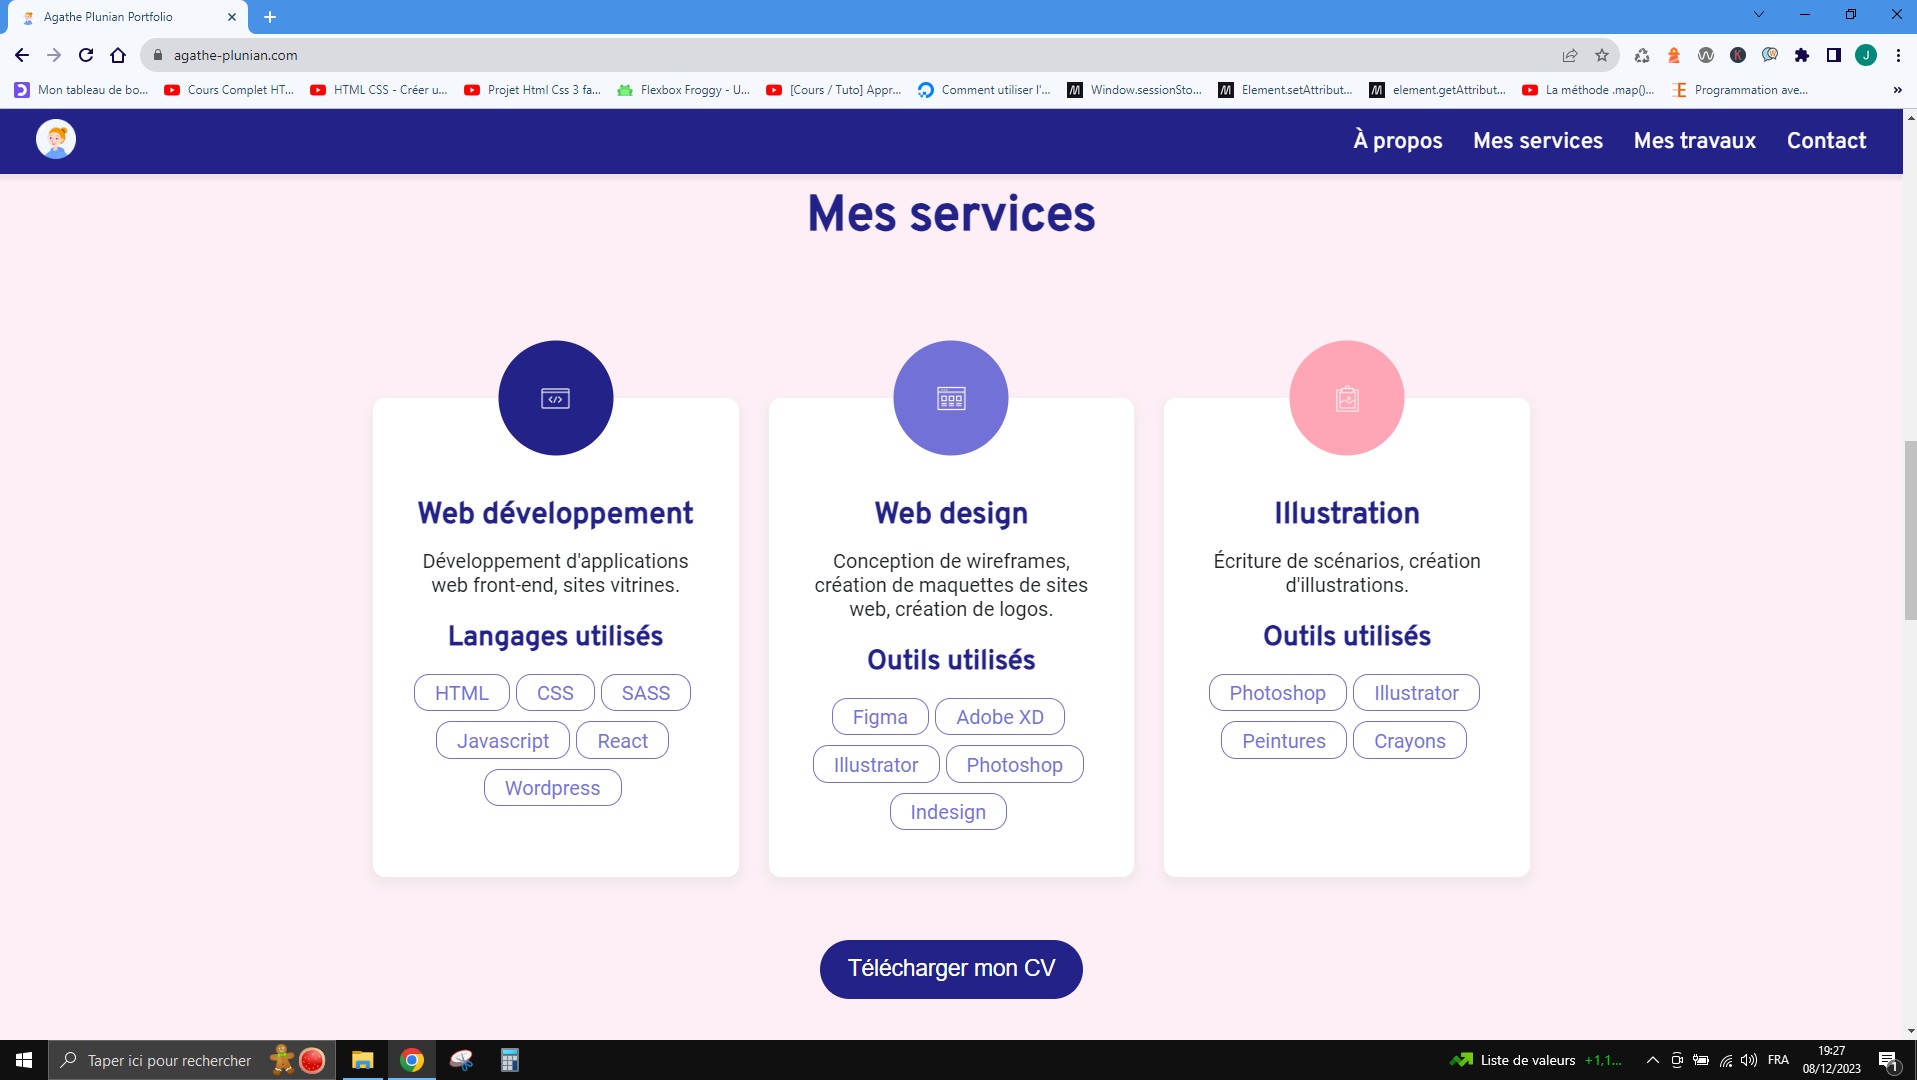 Agathe Plunian Portfolio
agathe-plunian.com
J
Mon tableau de bo...
Cours Complet HT...
HTML CSS - Créer u...
Projet Html Css 3 fa...
Flexbox Froggy - U...
[Cours / Tuto] Appr...
Comment utiliser l'...
Window.sessionSto...
Element.setAttribut...
element.getAttribut...
La méthode .map()...
Programmation ave...
»
À propos
Mes services
Mes travaux
Contact
Mes services
Web développement
Développement d'applications
web front-end, sites vitrines.
Langages utilisés
HTML
CSS
SASS
Javascript
React
Wordpress
Web design
Conception de wireframes,
création de maquettes de sites
web, création de logos.
Outils utilisés
Figma
Adobe XD
Illustrator
Photoshop
Indesign
Illustration
Écriture de scénarios, création
d'illustrations.
Outils utilisés
Photoshop
Illustrator
Peintures
Crayons
Télécharger mon CV
Taper ici pour rechercher
Liste de valeurs +1,1...
FRA
19:27
08/12/2023
1